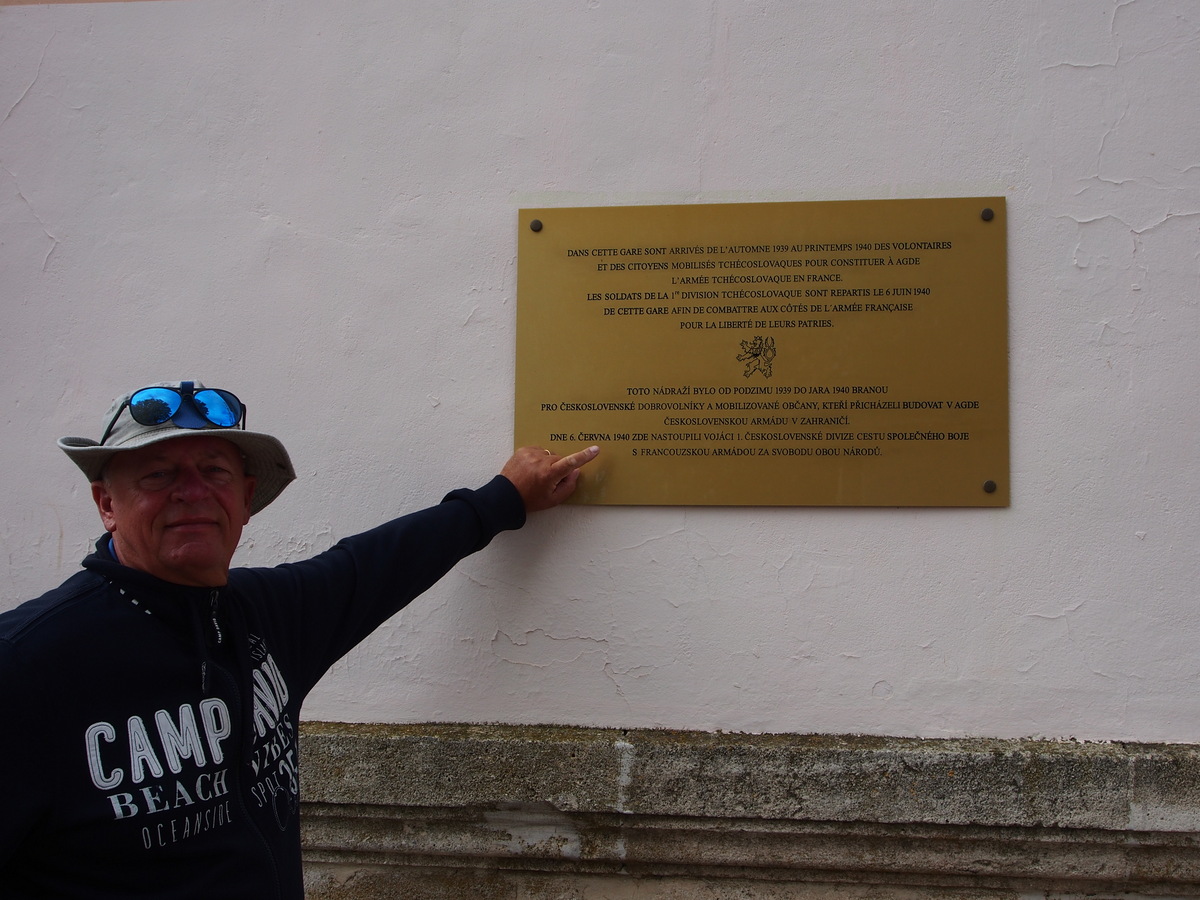 DANS CETTE GARE SONT ARRIVÉS DE L'AUTOMNE 1939 AU PRINTEMPS 1940 DES VOLONTAIRES
ET DES CITOYENS MOBILISÉS TCHÉCOSLOVAQUES POUR CONSTITUER À AGDE
L'ARMÉE TCHÉCOSLOVAQUE EN FRANCE.
LES SOLDATS DE LA 1re DIVISION TCHÉCOSLOVAQUE SONT REPARTIS LE 6 JUIN 1940
DE CETTE GARE AFIN DE COMBATTRE AUX CÔTÉS DE L'ARMÉE FRANÇAISE
POUR LA LIBERTÉ DE LEURS PATRIES.
TOTO NÁDRAŽÍ BYLO OD PODZIMU 1939 DO JARA 1940 BRANOU
PRO ČESKOSLOVENSKÉ DOBROVOLNÍKY A MOBILIZOVANÉ OBČANY, KTEŘÍ PŘICHÁZELI BUDOVAT V AGDE
ČESKOSLOVENSKOU ARMÁDU V ZAHRANIČÍ.
DNE 6. ČERVNA 1940 ZDE NASTOUPILI VOJÁCI 1. ČESKOSLOVENSKÉ DIVIZE CESTU SPOLEČNÉHO BOJE
S FRANCOUZSKOU ARMÁDOU ZA SVOBODU OBOU NÁRODŮ.
CAMP
BEACH
OCEANSIDE